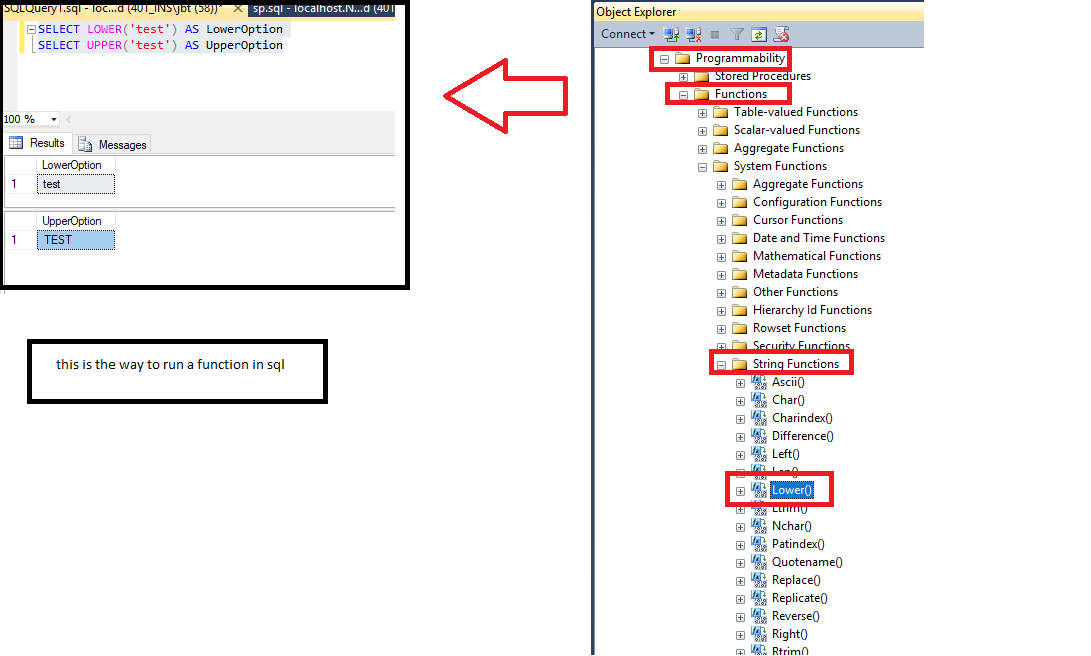 SQLQuery1.sql - loc...d (401_INS\jbt (58))*
sp.sql - localhost.N...d (401
SELECT LOWER('test') AS LowerOption
SELECT UPPER('test') AS UpperOption
100 %
Results
Messages
LowerOption
1 test
UpperOption
1 TEST
this is the way to run a function in sql
Object Explorer
Connect
Programmability
Stored Procedures
Functions
Table-valued Functions
Scalar-valued Functions
Aggregate Functions
System Functions
Aggregate Functions
Configuration Functions
Cursor Functions
Date and Time Functions
Mathematical Functions
Metadata Functions
Other Functions
Hierarchy Id Functions
Rowset Functions
Security Functions
String Functions
Ascii()
Char()
Charindex()
Difference()
Left()
Len()
Lower()
Ltrim()
Nchar()
Patindex()
Quotename()
Replace()
Replicate()
Reverse()
Right()
Rtrim()